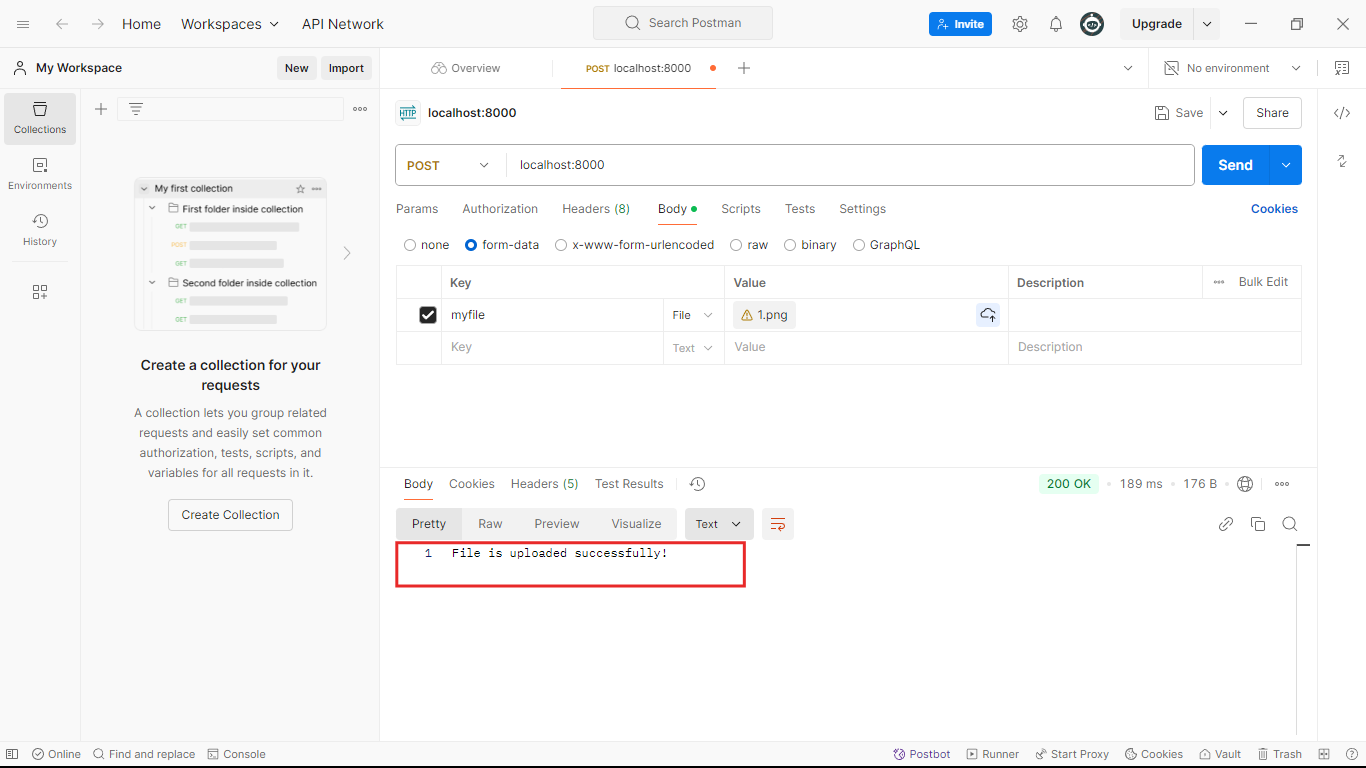 Home Workspaces API Network Search Postman Invite Upgrade
My Workspace New Import Overview POST localhost:8000 No environment
Collections
Environments
History
My first collection
First folder inside collection
GET
POST
GET
Second folder inside collection
GET
GET
Create a collection for your
requests
A collection lets you group related
requests and easily set common
authorization, tests, scripts, and
variables for all requests in it.
Create Collection
HTTP localhost:8000 Save Share
POST localhost:8000 Send
Params Authorization Headers (8) Body Scripts Tests Settings Cookies
none form-data x-www-form-urlencoded raw binary GraphQL
Key Value Description Bulk Edit
myfile File 1.png
Key Text Value Description
Body Cookies Headers (5) Test Results 200 OK 189 ms 176 B
Pretty Raw Preview Visualize Text
1 File is uploaded successfully!
Online Find and replace Console Postbot Runner Start Proxy Cookies Vault Trash